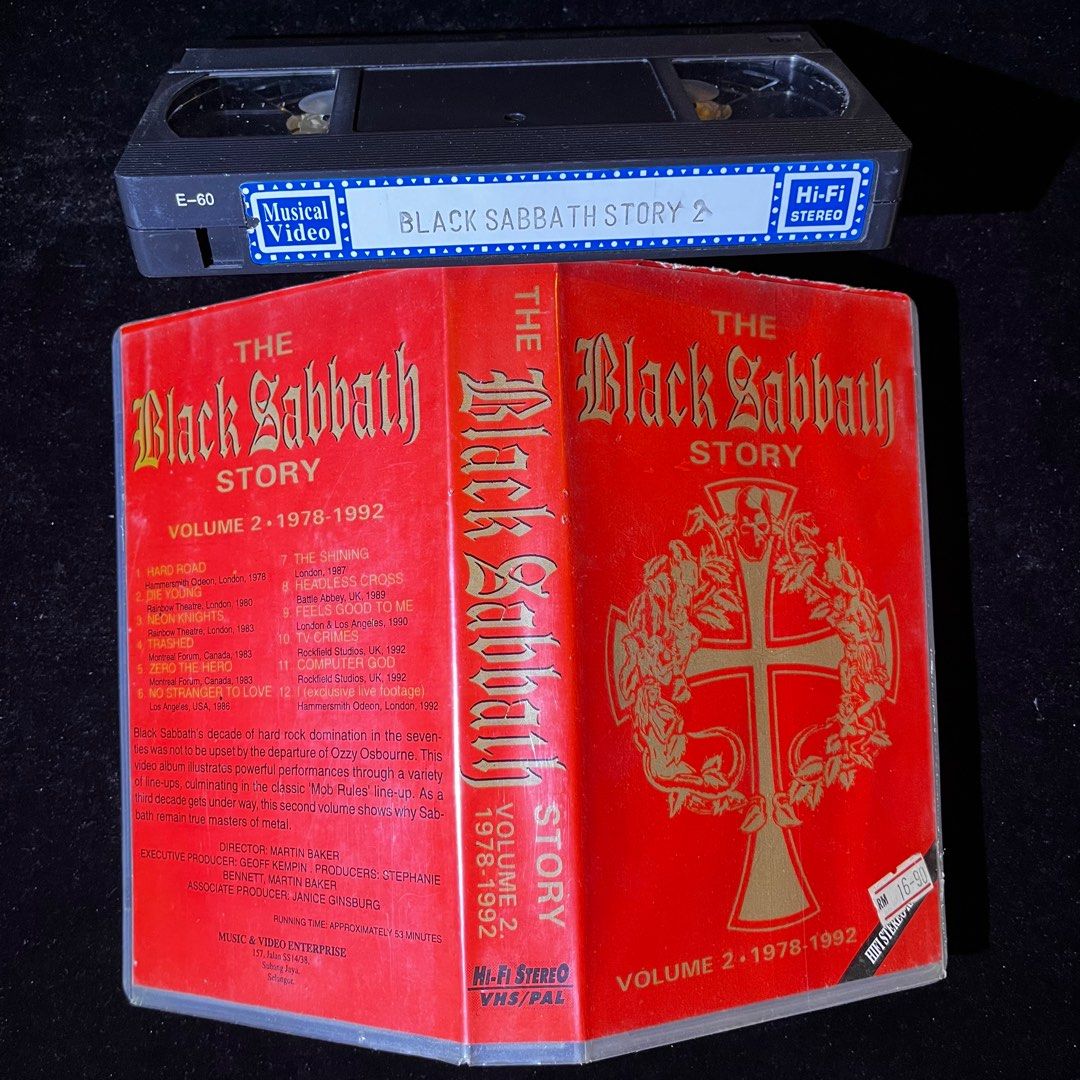 E-60
Musical
Video
BLACK SABBATH STORY 2
Hi-Fi
STEREO
THE
Black Sabbath
STORY
VOLUME 2 • 1978-1992
1. HARD ROAD
Hammersmith Odeon, London, 1978
2. DIE YOUNG
Rainbow Theatre, London, 1980
3. NEON KNIGHTS
Rainbow Theatre, London, 1983
4. TRASHED
Montreal Forum, Canada, 1983
5. ZERO THE HERO
Montreal Forum, Canada, 1983
6. NO STRANGER TO LOVE
Los Angeles, USA, 1986
7 THE SHINING
London, 1987
8. HEADLESS CROSS
Battle Abbey, UK, 1989
9. FEELS GOOD TO ME
London & Los Angeles, 1990
10. TV CRIMES
Rockfield Studios, UK, 1992
11. COMPUTER GOD
Rockfield Studios, UK, 1992
12. I (exclusive live footage)
Hammersmith Odeon, London, 1992
Black Sabbath's decade of hard rock domination in the seven-
ties was not to be upset by the departure of Ozzy Osbourne. This
video album illustrates powerful performances through a variety
of line-ups, culminating in the classic 'Mob Rules' line-up. As a
third decade gets under way, this second volume shows why Sab-
bath remain true masters of metal.
DIRECTOR: MARTIN BAKER
EXECUTIVE PRODUCER: GEOFF KEMPIN . PRODUCERS: STEPHANIE
BENNETT, MARTIN BAKER
ASSOCIATE PRODUCER: JANICE GINSBURG
RUNNING TIME: APPROXIMATELY 53 MINUTES
MUSIC & VIDEO ENTERPRISE
157, Jalan SS14/38,
Subang Jaya,
Selangor.
THE Black Sabbath STORY
VOLUME 2.
1978-1992
HI-FI STEREO
VHS/PAL
THE
Black Sabbath
STORY
VOLUME 2 • 1978-1992
RM 16-90
HIFI STEREO